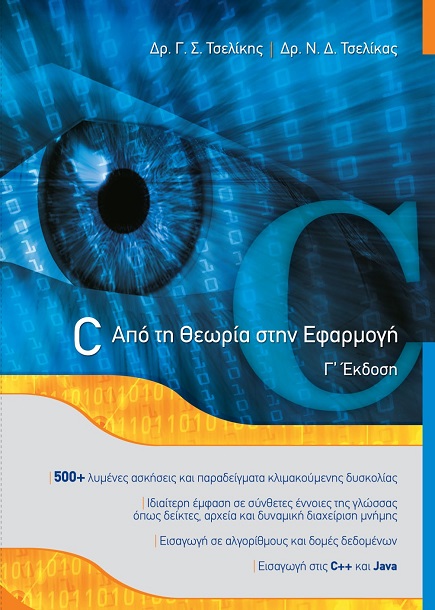 Δρ. Γ. Σ. Τσελίκης | Δρ. Ν. Δ. Τσελίκας
C
C Από τη Θεωρία στην Εφαρμογή
Γ' Έκδοση
| 500+ λυμένες ασκήσεις και παραδείγματα κλιμακούμενης δυσκολίας
| Ιδιαίτερη έμφαση σε σύνθετες έννοιες της γλώσσας
όπως δείκτες, αρχεία και δυναμική διαχείριση μνήμης
| Εισαγωγή σε αλγορίθμους και δομές δεδομένων
| Εισαγωγή στις C++ και Java